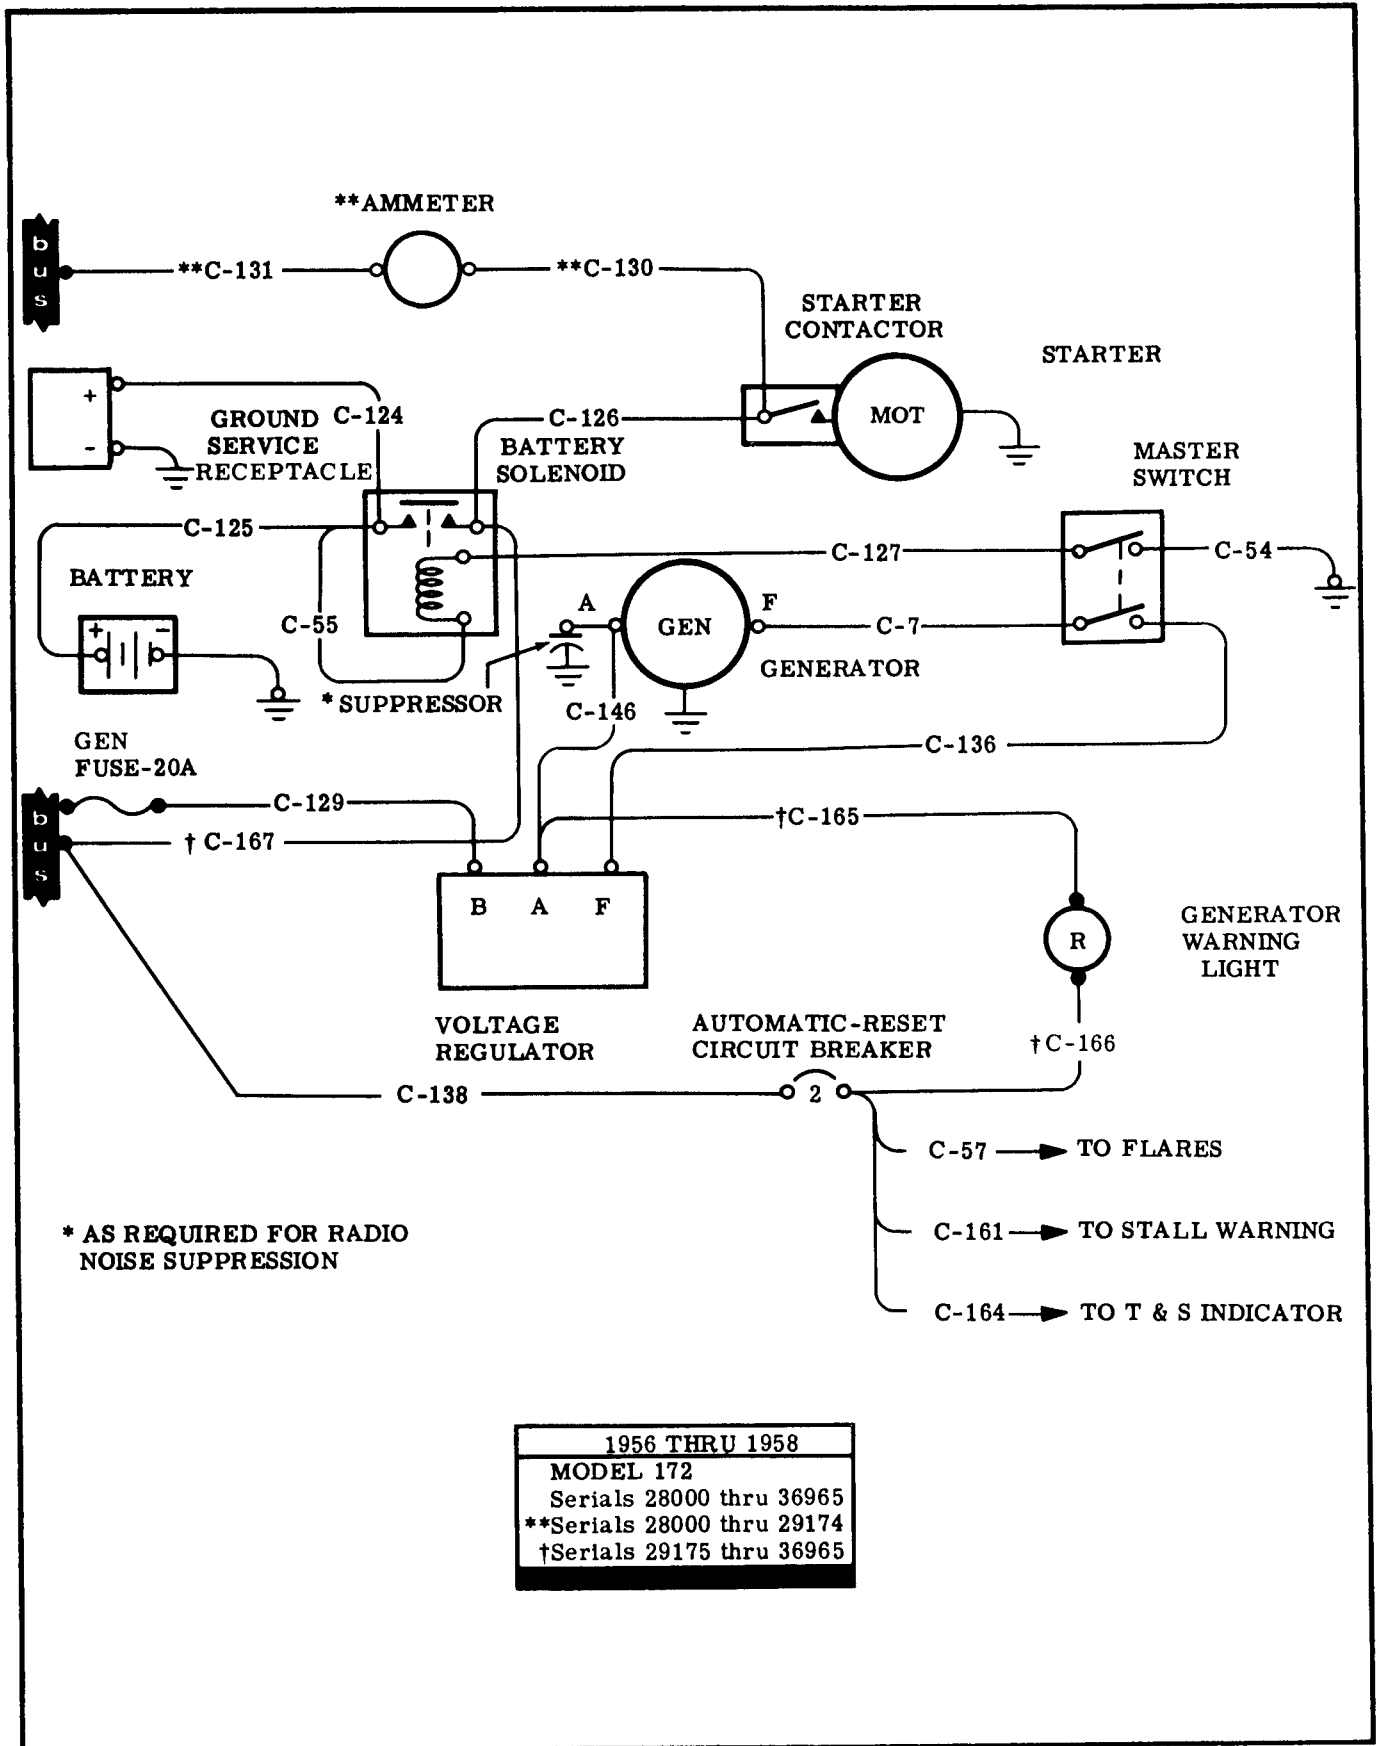 **AMMETER
bus
**C-131
**C-130
STARTER
CONTACTOR
STARTER
MOT
+
-
GROUND
SERVICE
RECEPTACLE
C-124
C-126
BATTERY
SOLENOID
MASTER
SWITCH
C-125
C-127
C-54
BATTERY
+ -
C-55
A
GEN
F
C-7
GENERATOR
*SUPPRESSOR
C-146
C-136
GEN
FUSE-20A
bus
C-129
† C-167
†C-165
B A F
R
GENERATOR
WARNING
LIGHT
VOLTAGE
REGULATOR
AUTOMATIC-RESET
CIRCUIT BREAKER
†C-166
C-138
2
C-57
TO FLARES
C-161
TO STALL WARNING
C-164
TO T & S INDICATOR
* AS REQUIRED FOR RADIO
NOISE SUPPRESSION
1956 THRU 1958
MODEL 172
Serials 28000 thru 36965
**Serials 28000 thru 29174
†Serials 29175 thru 36965